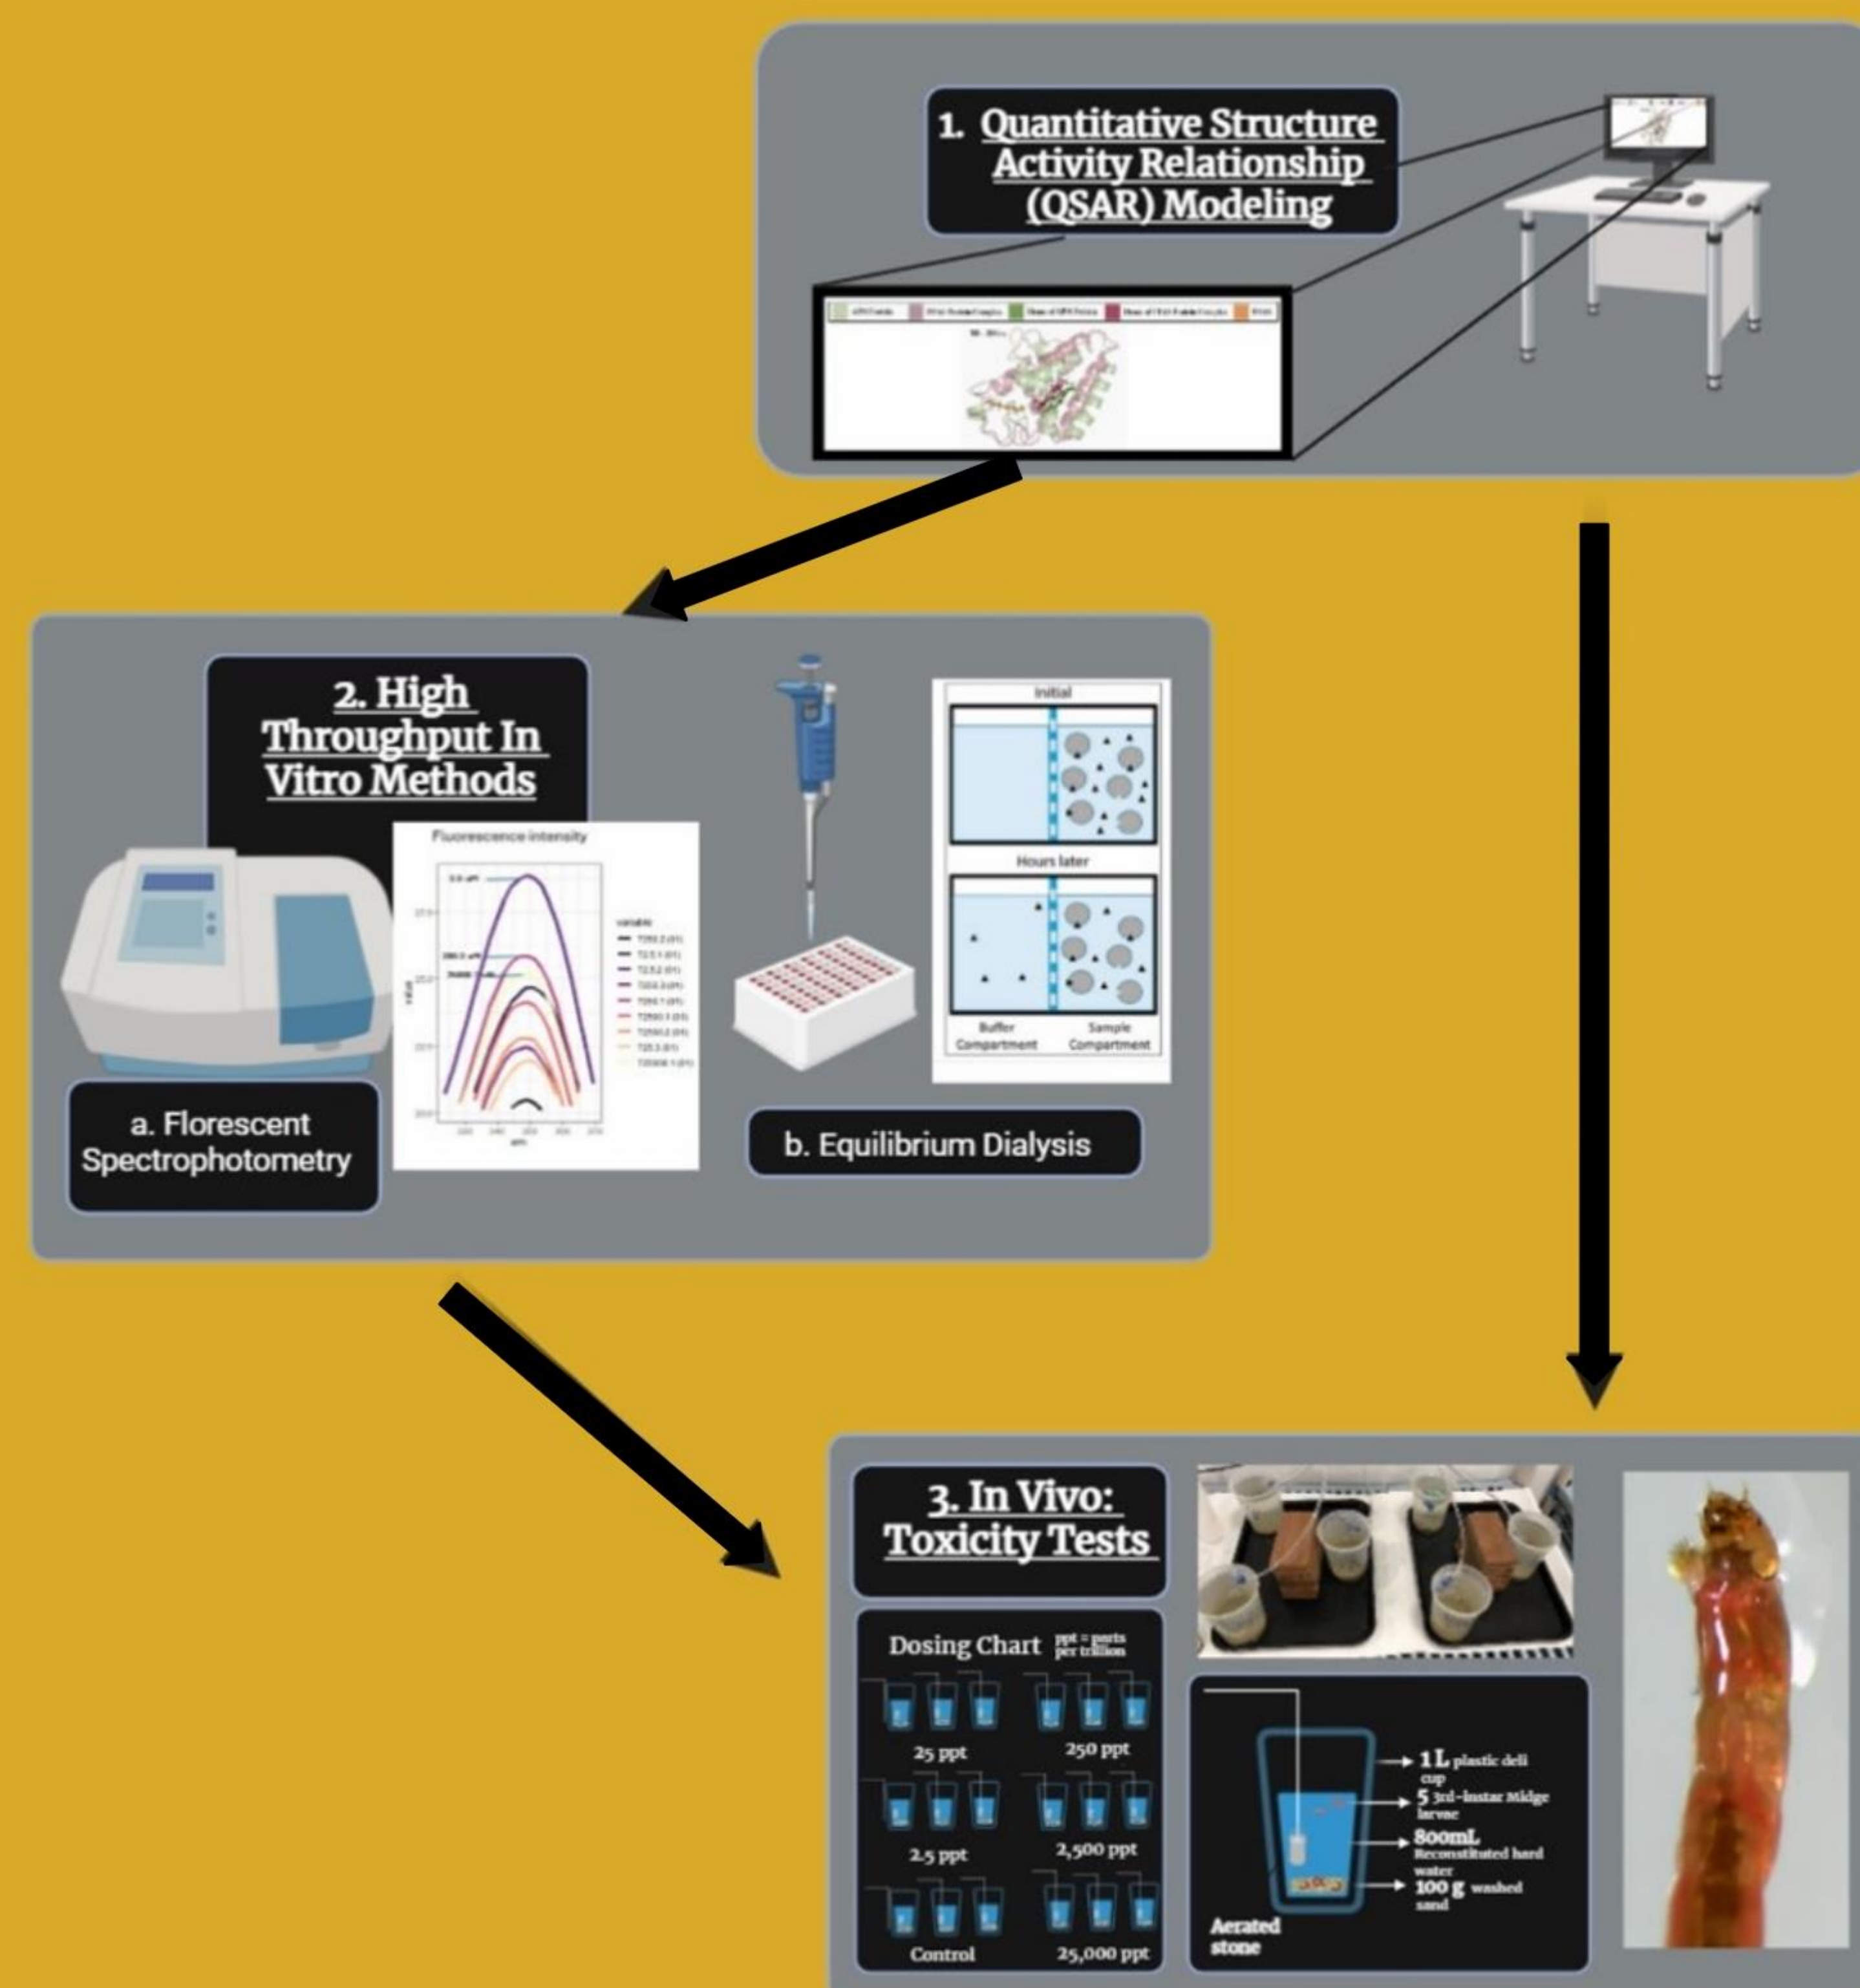 1. Quantitative Structure
Activity Relationship
(QSAR) Modeling
2. High
Throughput In
Vitro Methods
Fluorescence intensity
variable
value
a. Florescent
Spectrophotometry
Initial
Hours later
Buffer
Compartment
Sample
Compartment
b. Equilibrium Dialysis
3. In Vivo:
Toxicity Tests
Dosing Chart
ppt = parts
per trillion
25 ppt
250 ppt
2.5 ppt
2,500 ppt
Control
25,000 ppt
1 L plastic deli
cup
5 3rd-instar Midge
larvae
800mL
Reconstituted hard
water
100 g washed
sand
Aerated
stone